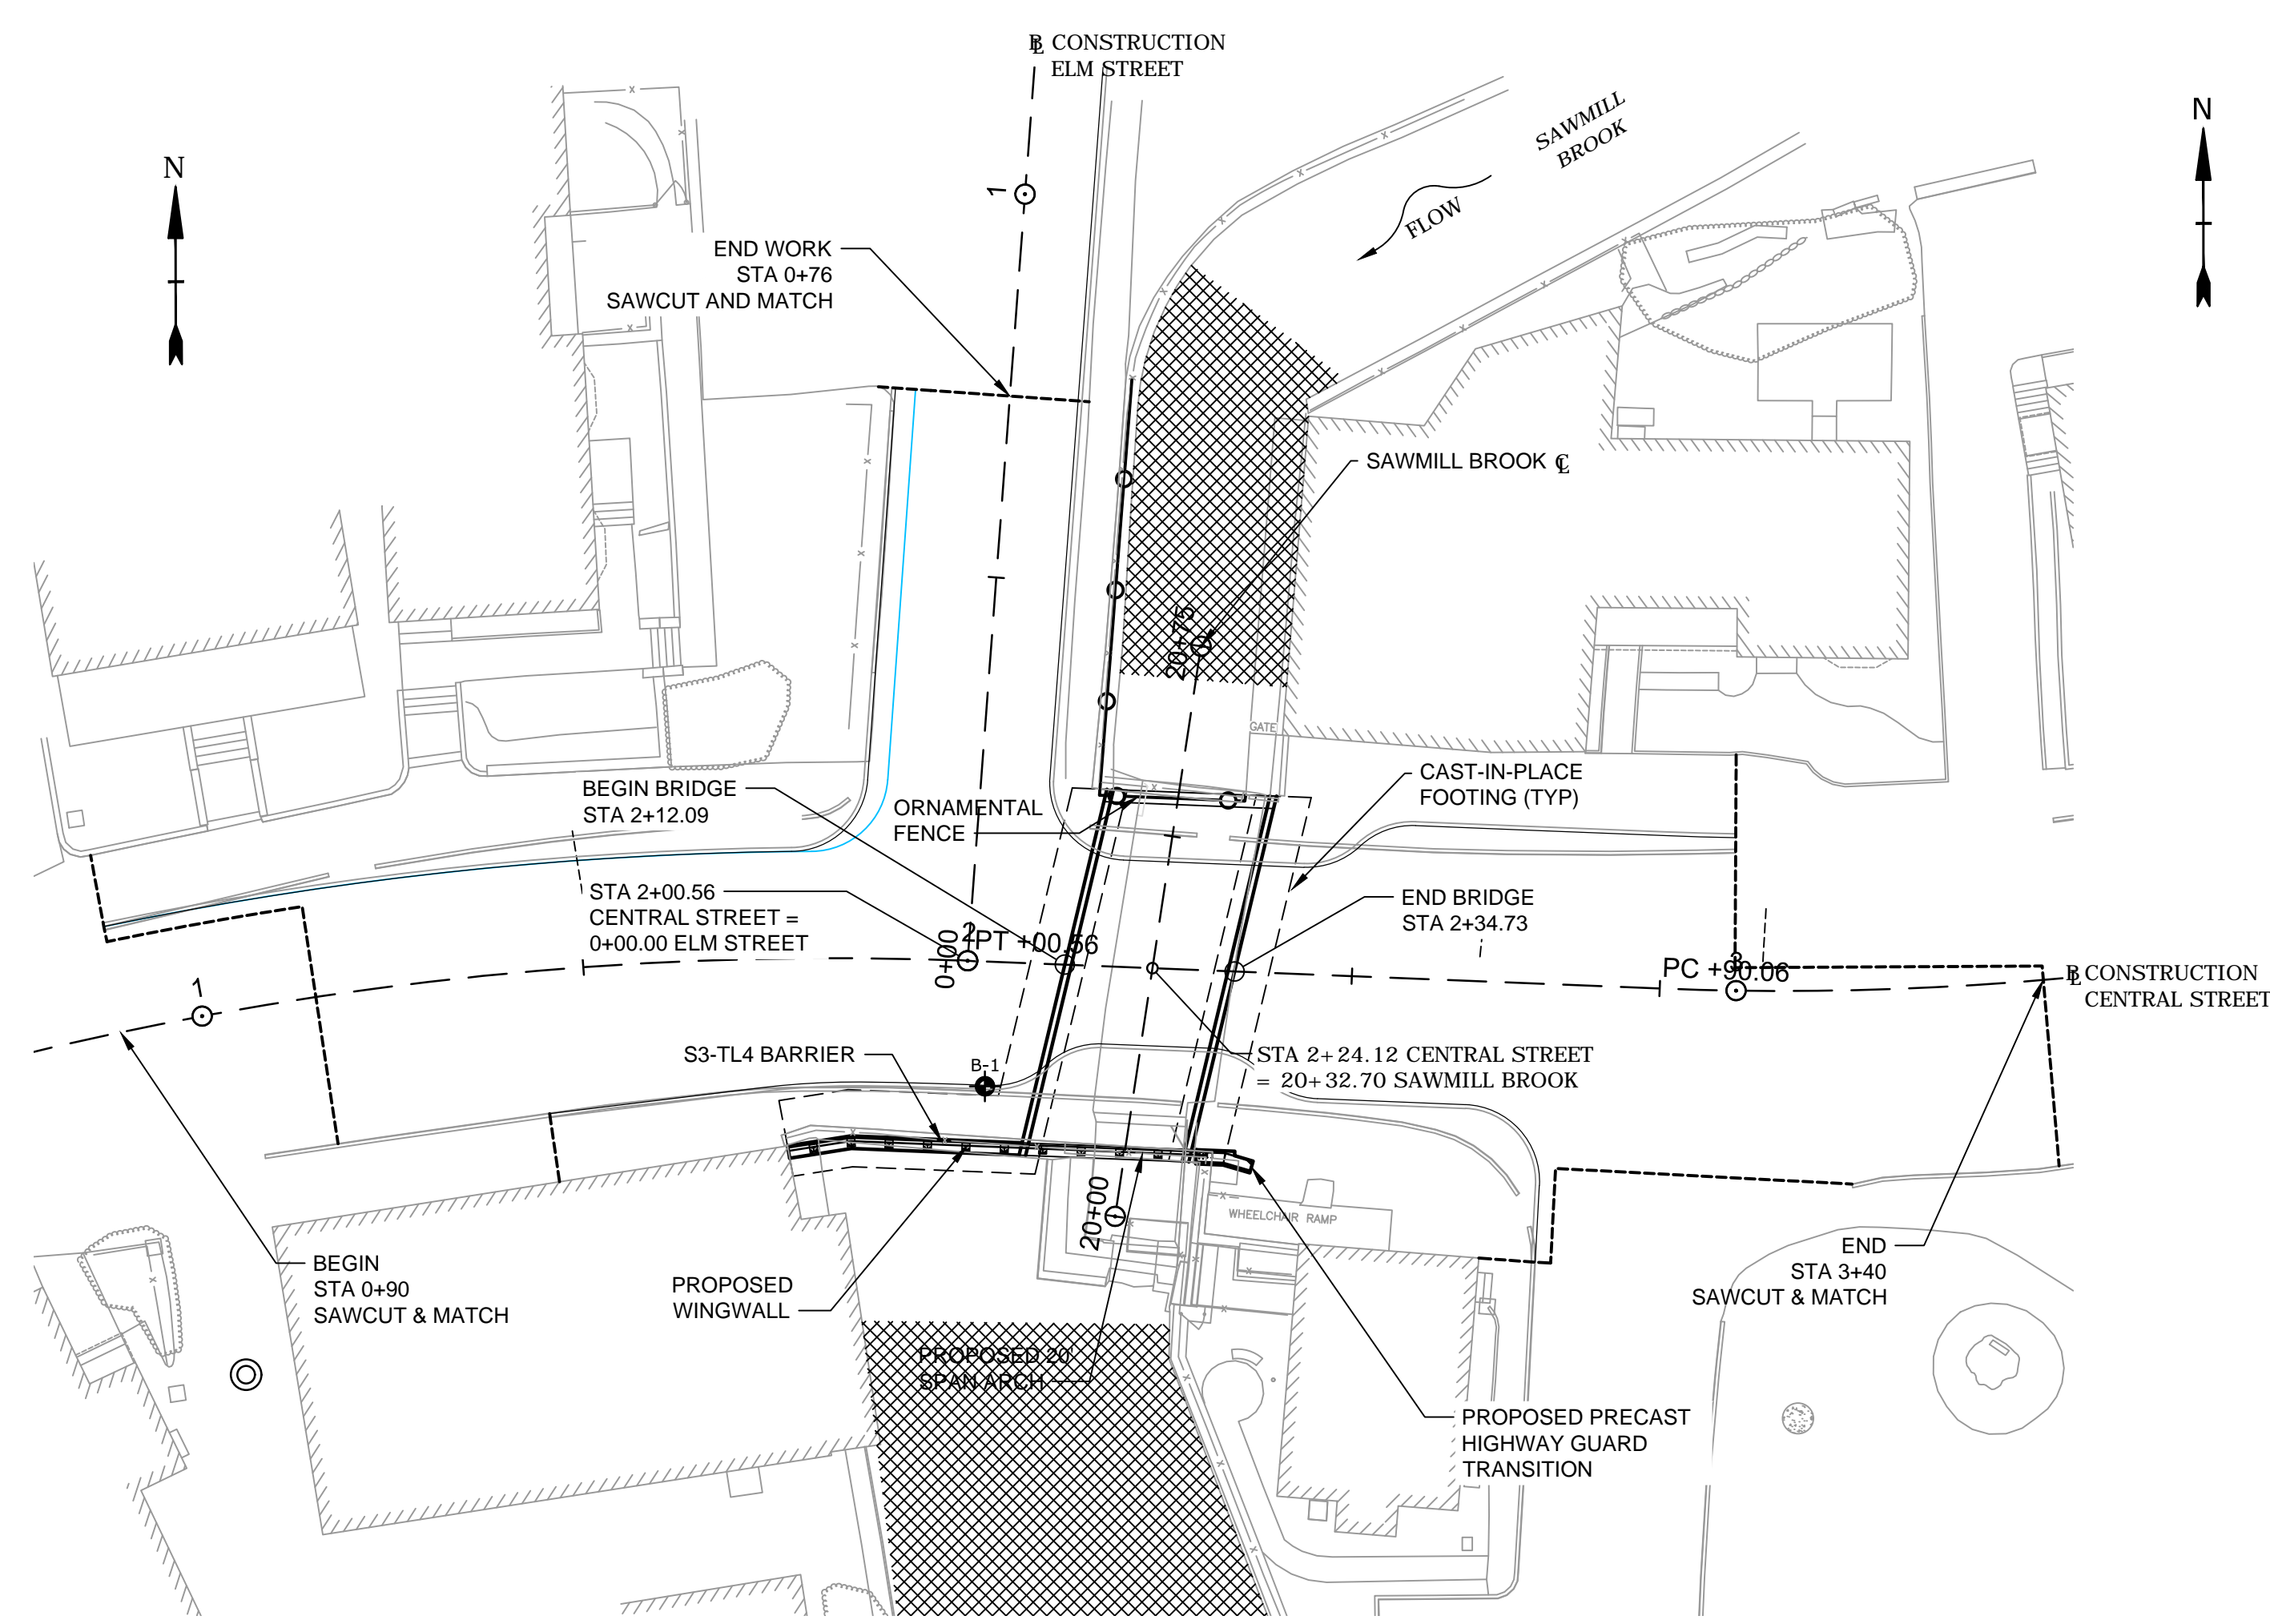 ℄ CONSTRUCTION
ELM STREET
SAWMILL
BROOK
FLOW
N
N
1
END WORK
STA 0+76
SAWCUT AND MATCH
SAWMILL BROOK ℄
20+75
GATE
BEGIN BRIDGE
STA 2+12.09
ORNAMENTAL
FENCE
CAST-IN-PLACE
FOOTING (TYP)
STA 2+00.56
CENTRAL STREET =
0+00.00 ELM STREET
END BRIDGE
STA 2+34.73
0+00
2
PT +00.56
1
3
PC +90.06
BL CONSTRUCTION
CENTRAL STREET
S3-TL4 BARRIER
B-1
STA 2+24.12 CENTRAL STREET
= 20+32.70 SAWMILL BROOK
20+00
WHEELCHAIR RAMP
BEGIN
STA 0+90
SAWCUT & MATCH
PROPOSED
WINGWALL
END
STA 3+40
SAWCUT & MATCH
PROPOSED 20'
SPAN ARCH
PROPOSED PRECAST
HIGHWAY GUARD
TRANSITION